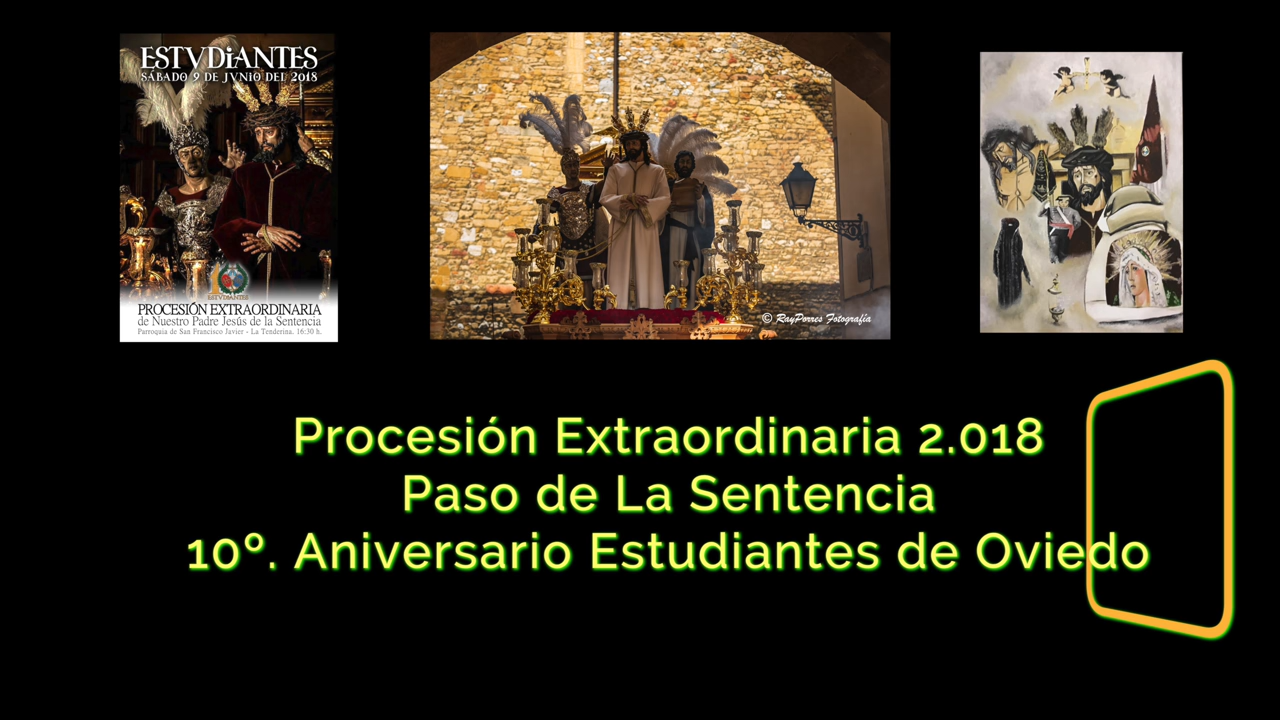 ESTVDiANTES
SÁBADO 9 DE JVNiO DEL 2018
ESTVDIANTES
PROCESIÓN EXTRAORDINARIA
de Nuestro Padre Jesús de la Sentencia
Parroquia de San Francisco Javier - La Tenderina. 16:30 h.
© RayPorres Fotografía
Procesión Extraordinaria 2.018
Paso de La Sentencia
10º. Aniversario Estudiantes de Oviedo